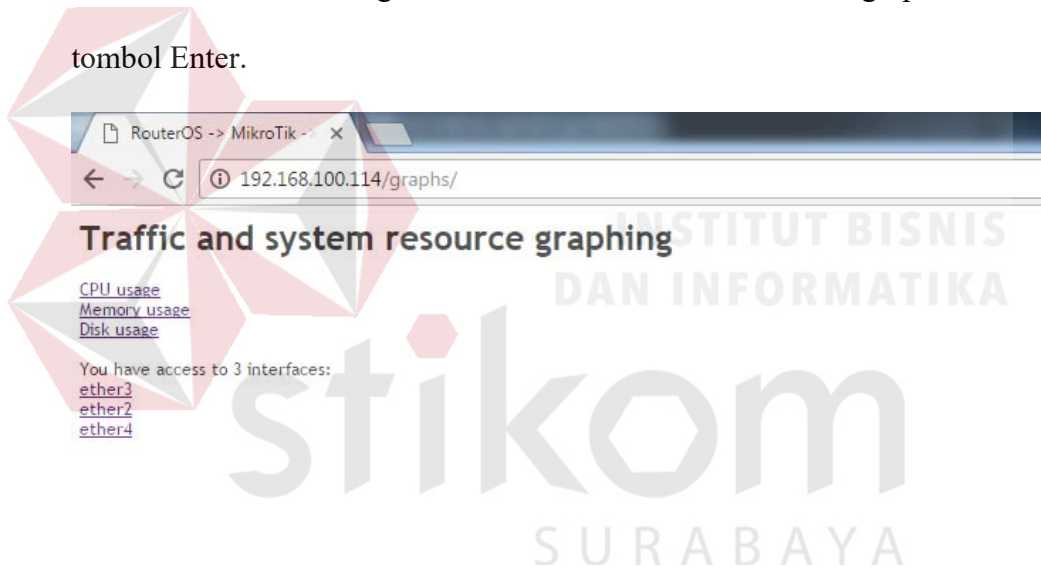 tombol Enter.
RouterOS -> MikroTik ->
192.168.100.114/graphs/
Traffic and system resource graphing
CPU usage
Memory usage
Disk usage
You have access to 3 interfaces:
ether3
ether2
ether4
INSTITUT BISNIS
DAN INFORMATIKA
stikom
SURABAYA